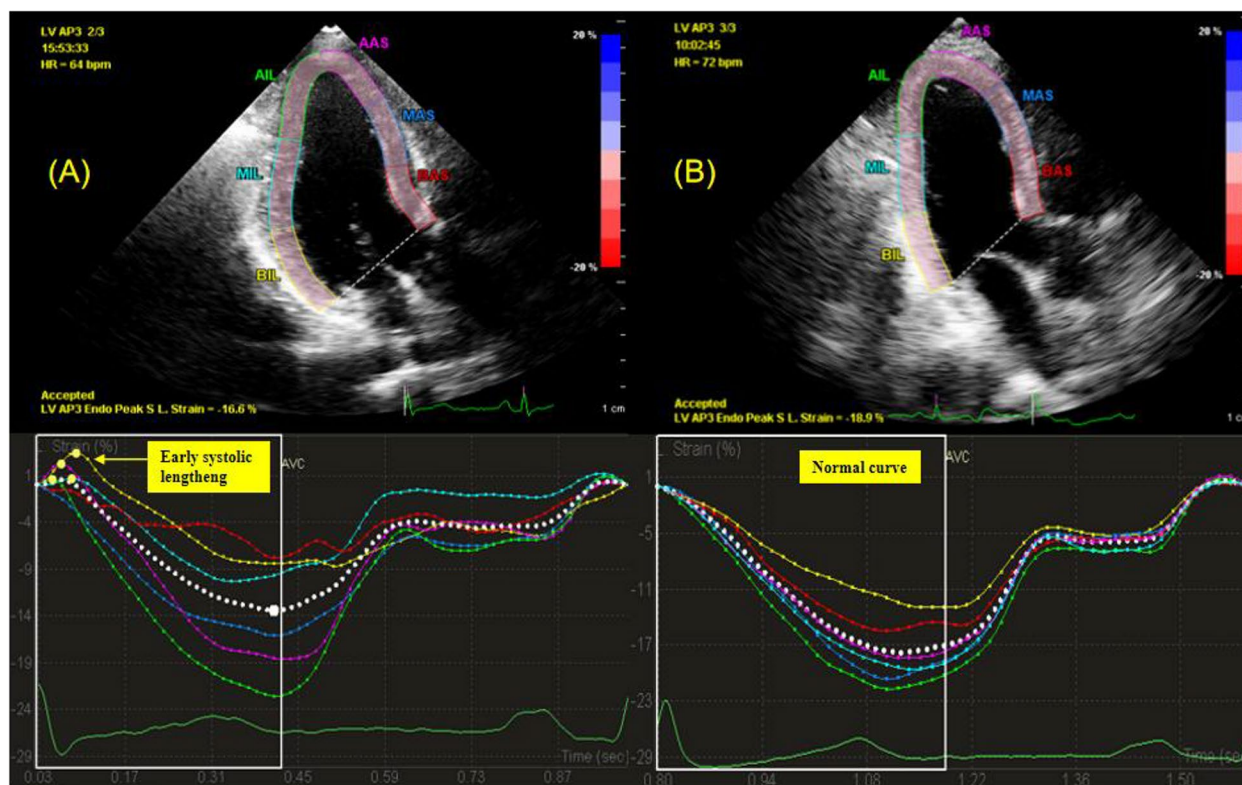 LV AP3 2/3
15:53:33
HR = 64 bpm
20 %
AAS
AIL
MAS
(A)
MIL
BAS
BIL
-20 %
Accepted
LV AP3 Endo Peak S L. Strain = -16.6 %
1 cm
LV AP3 3/3
10:02:45
HR = 72 bpm
20 %
AAS
AIL
MAS
(B)
MIL
BAS
BIL
-20 %
Accepted
LV AP3 Endo Peak S L. Strain = -18.9 %
1 cm
Strain (%)
Early systolic
lengtheng
AVC
1
-4
-9
-14
-19
-24
-29
Time (sec)
0.03 0.17 0.31 0.45 0.59 0.73 0.87
Strain (%)
Normal curve
AVC
1
-5
-11
-17
-23
-29
Time (sec)
0.80 0.94 1.08 1.22 1.36 1.50